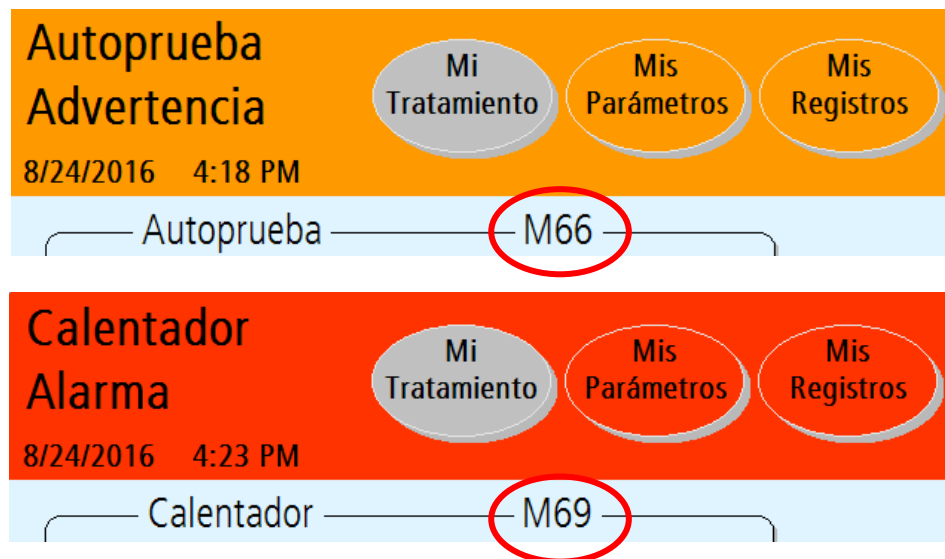 Autoprueba
Advertencia
8/24/2016 4:18 PM
Mi
Tratamiento
Mis
Parámetros
Mis
Registros
Autoprueba M66
Calentador
Alarma
8/24/2016 4:23 PM
Mi
Tratamiento
Mis
Parámetros
Mis
Registros
Calentador M69